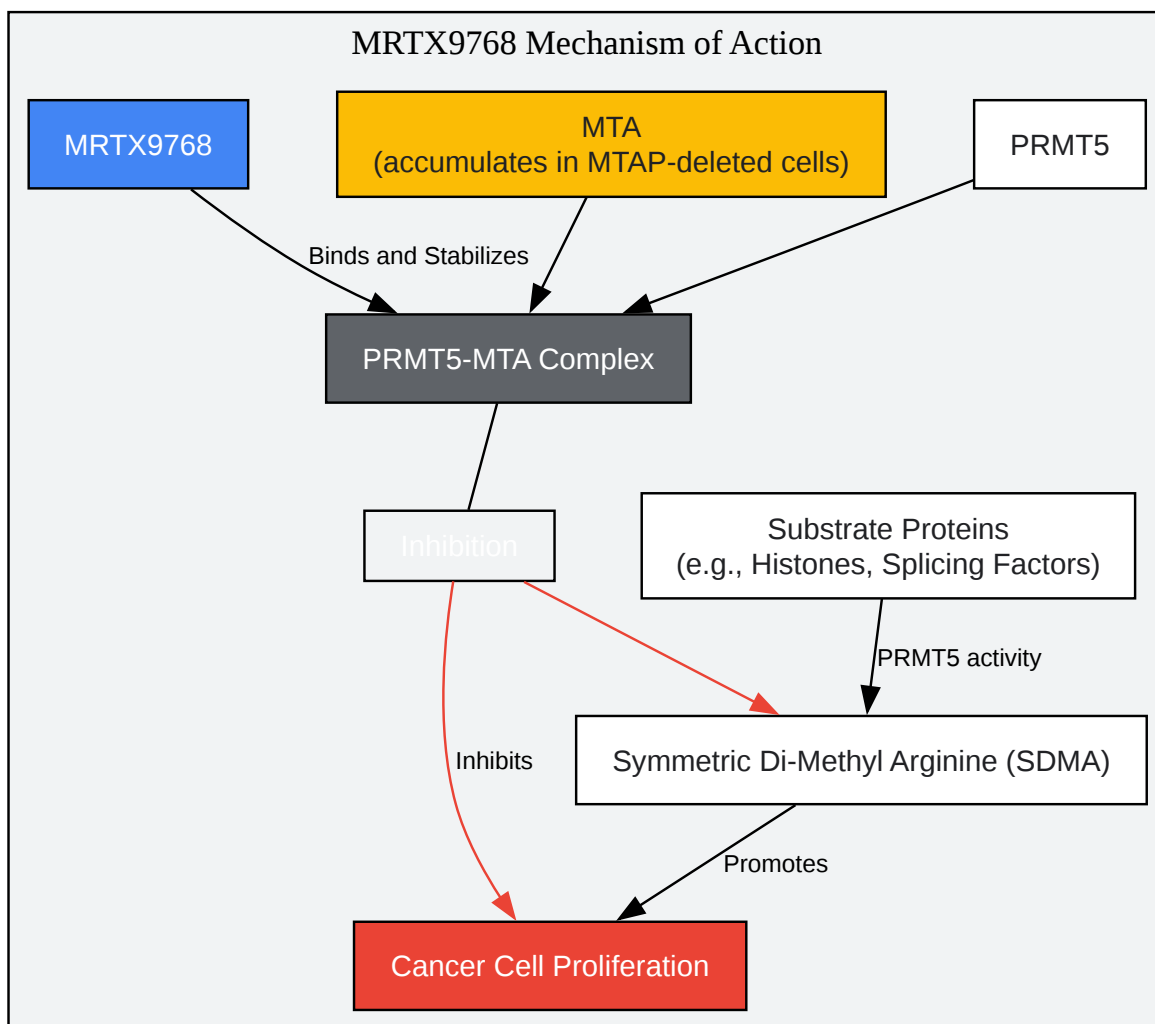 MRTX9768 Mechanism of Action
MRTX9768
MTA
(accumulates in MTAP-deleted cells)
PRMT5
Binds and Stabilizes
PRMT5-MTA Complex
Inhibition
Substrate Proteins
(e.g., Histones, Splicing Factors)
PRMT5 activity
Symmetric Di-Methyl Arginine (SDMA)
Inhibits
Promotes
Cancer Cell Proliferation